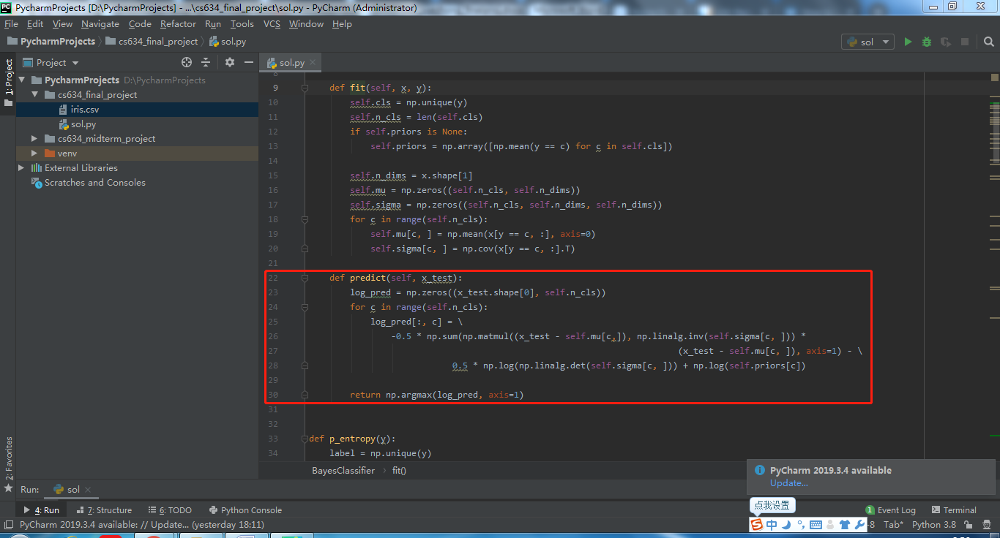 PycharmProjects [D:\PycharmProjects] - ...\cs634_final_project\sol.py - PyCharm (Administrator)
File Edit View Navigate Code Refactor Run Tools VCS Window Help
PycharmProjects cs634_final_project sol.py sol
1: Project
Project
sol.py
PycharmProjects D:\PycharmProjects
cs634_final_project
iris.csv
sol.py
cs634_midterm_project
venv
External Libraries
Scratches and Consoles
9 def fit(self, x, y):
10 self.cls = np.unique(y)
11 self.n_cls = len(self.cls)
12 if self.priors is None:
13 self.priors = np.array([np.mean(y == c) for c in self.cls])
14
15 self.n_dims = x.shape[1]
16 self.mu = np.zeros((self.n_cls, self.n_dims))
17 self.sigma = np.zeros((self.n_cls, self.n_dims, self.n_dims))
18 for c in range(self.n_cls):
19 self.mu[c, ] = np.mean(x[y == c, :], axis=0)
20 self.sigma[c, ] = np.cov(x[y == c, :].T)
21
22 def predict(self, x_test):
23 log_pred = np.zeros((x_test.shape[0], self.n_cls))
24 for c in range(self.n_cls):
25 log_pred[:, c] = \
26 -0.5 * np.sum(np.matmul((x_test - self.mu[c,]), np.linalg.inv(self.sigma[c, ])) *
27 (x_test - self.mu[c, ]), axis=1) - \
28 0.5 * np.log(np.linalg.det(self.sigma[c, ])) + np.log(self.priors[c])
29
30 return np.argmax(log_pred, axis=1)
31
32
33 def p_entropy(y):
34 label = np.unique(y)
BayesClassifier › fit()
2: Favorites
PyCharm 2019.3.4 available
Update...
Run: sol
点我设置
4: Run 7: Structure 6: TODO Python Console 1 Event Log Terminal
PyCharm 2019.3.4 available: // Update... (yesterday 18:11) S 中 -8 Tab* Python 3.8